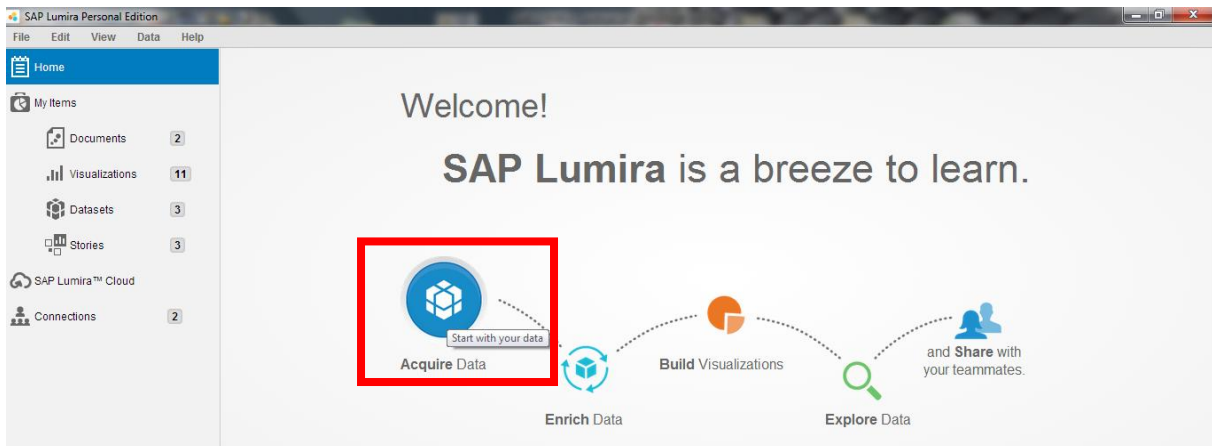 SAP Lumira Personal Edition
File Edit View Data Help
Home
My Items
Documents 2
Visualizations 11
Datasets 3
Stories 3
SAP Lumira™ Cloud
Connections 2
Welcome!
SAP Lumira is a breeze to learn.
Start with your data
Acquire Data
Enrich Data
Build Visualizations
Explore Data
and Share with
your teammates.